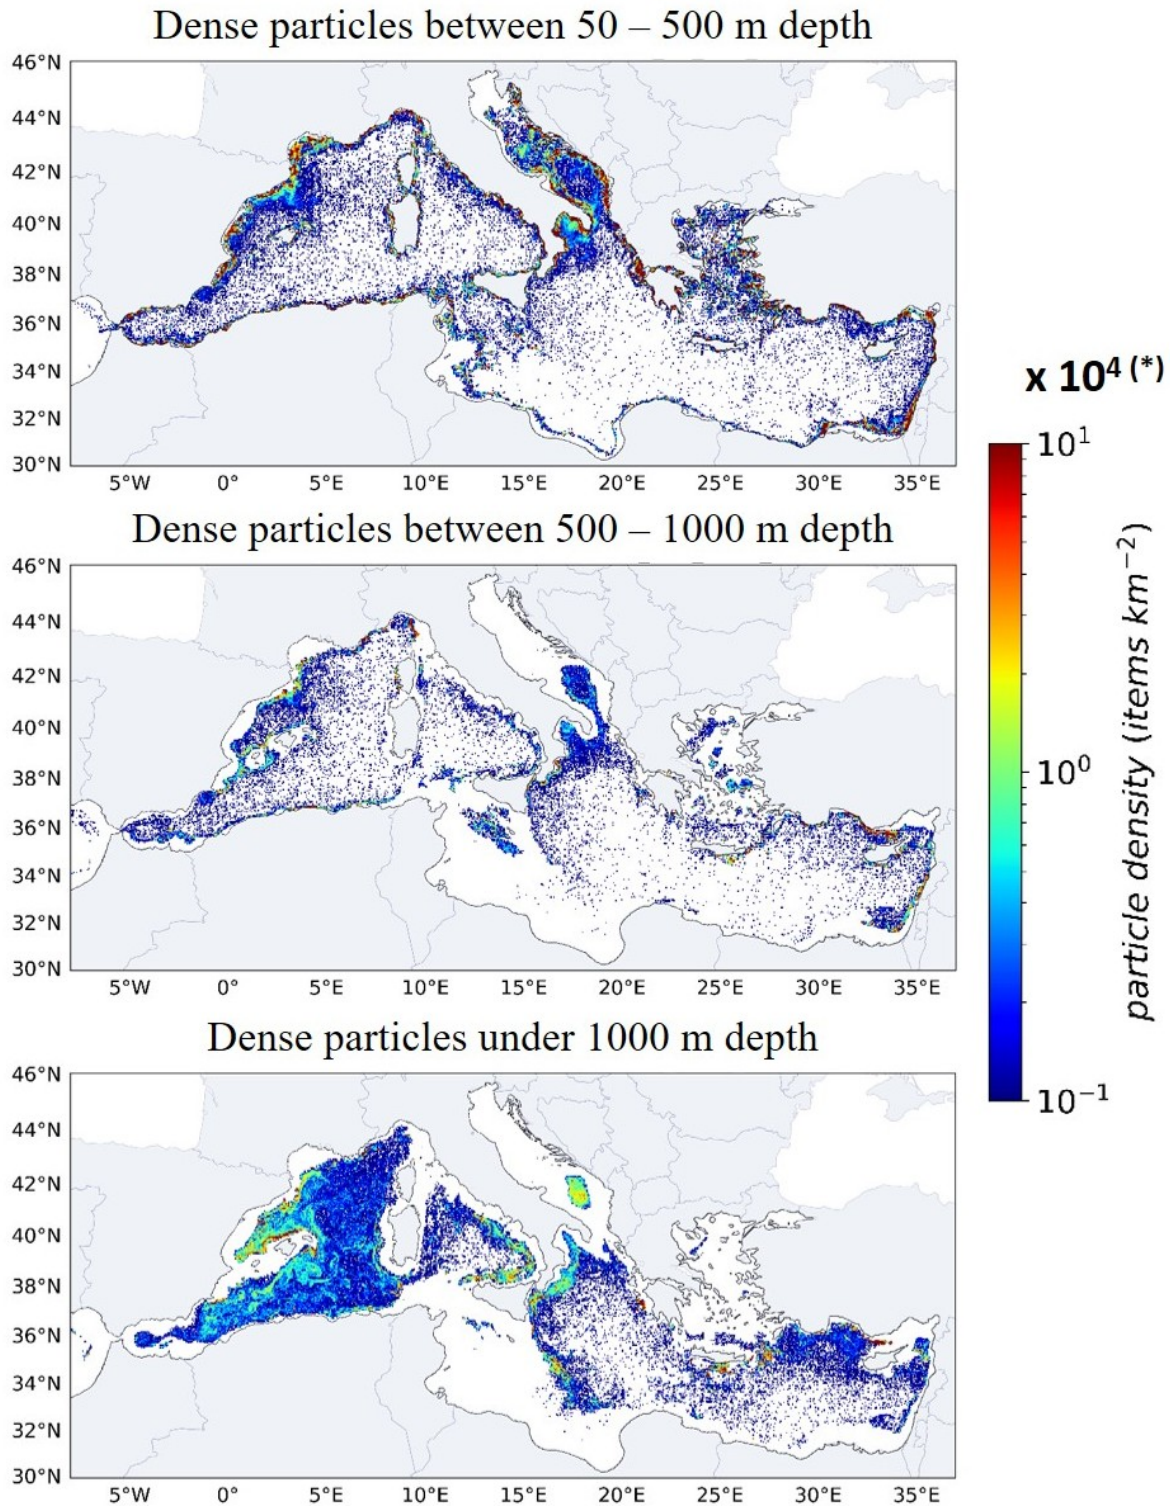 Dense particles between 50 – 500 m depth
46°N
44°N
42°N
40°N
38°N
36°N
34°N
32°N
30°N
5°W 0° 5°E 10°E 15°E 20°E 25°E 30°E 35°E
Dense particles between 500 – 1000 m depth
46°N
44°N
42°N
40°N
38°N
36°N
34°N
32°N
30°N
5°W 0° 5°E 10°E 15°E 20°E 25°E 30°E 35°E
Dense particles under 1000 m depth
46°N
44°N
42°N
40°N
38°N
36°N
34°N
32°N
30°N
5°W 0° 5°E 10°E 15°E 20°E 25°E 30°E 35°E
x 10⁴ (*)
10¹
10⁰
10⁻¹
particle density (items km⁻²)